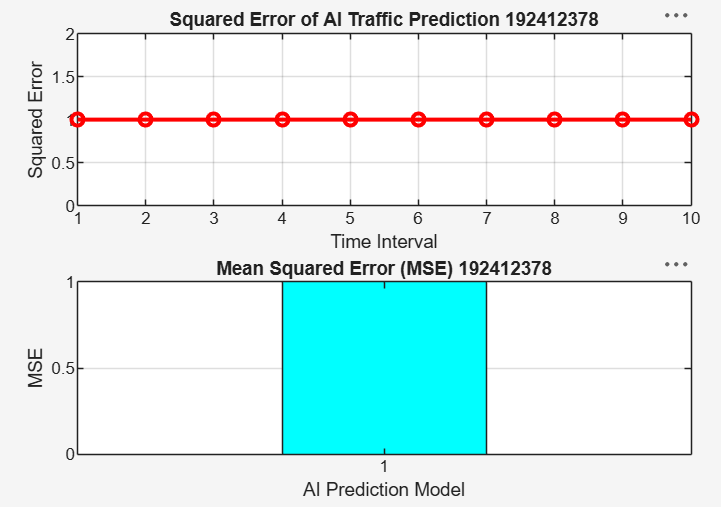 Squared Error of AI Traffic Prediction 192412378
2
1.5
1
0.5
0
Squared Error
1 2 3 4 5 6 7 8 9 10
Time Interval
Mean Squared Error (MSE) 192412378
1
0.5
0
MSE
1
AI Prediction Model